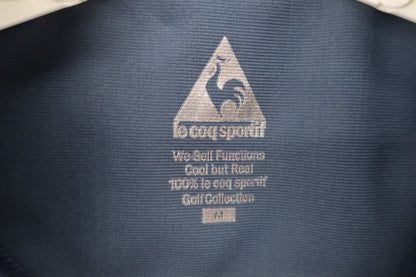 le coq sportif
We Sell Functions
Cool but Real
100% le coq sportif
Golf Collection
M